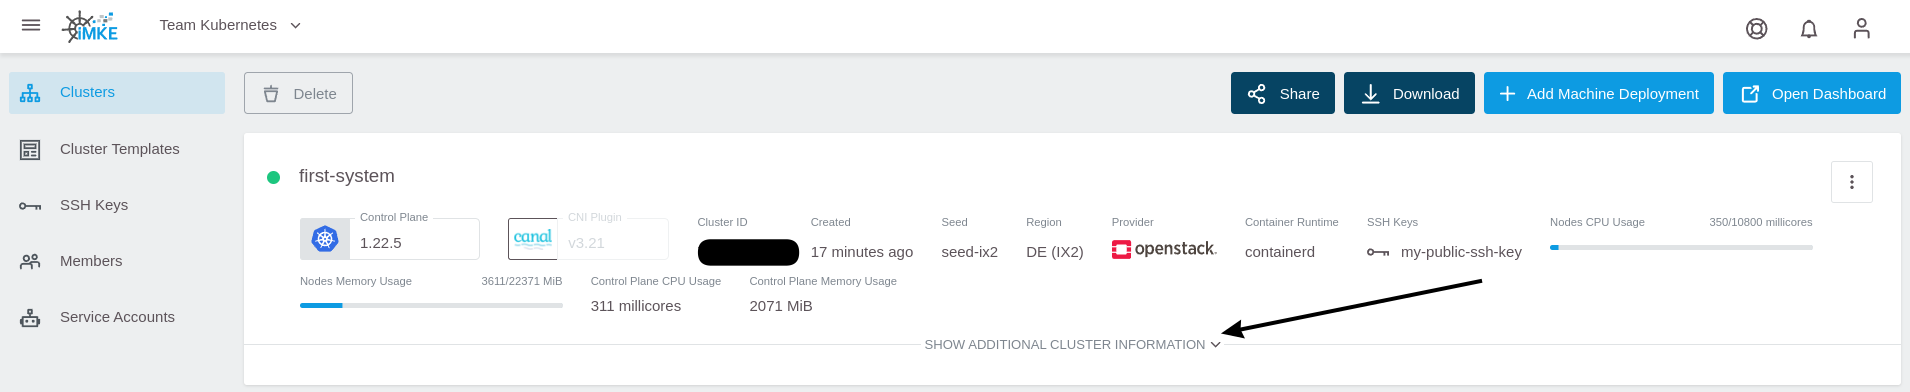 iMKE
Team Kubernetes
Clusters
Cluster Templates
SSH Keys
Members
Service Accounts
Delete
Share
Download
Add Machine Deployment
Open Dashboard
first-system
Control Plane
1.22.5
canal
CNI Plugin
v3.21
Cluster ID
Created
17 minutes ago
Seed
seed-ix2
Region
DE (IX2)
Provider
openstack.
Container Runtime
containerd
SSH Keys
my-public-ssh-key
Nodes CPU Usage
350/10800 millicores
Nodes Memory Usage
3611/22371 MiB
Control Plane CPU Usage
311 millicores
Control Plane Memory Usage
2071 MiB
SHOW ADDITIONAL CLUSTER INFORMATION